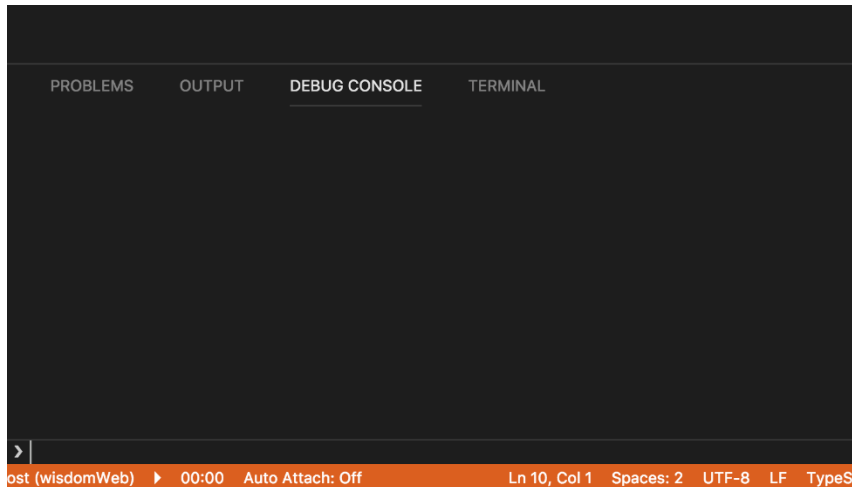 PROBLEMS OUTPUT DEBUG CONSOLE TERMINAL
ost (wisdomWeb) 00:00 Auto Attach: Off Ln 10, Col 1 Spaces: 2 UTF-8 LF TypeS